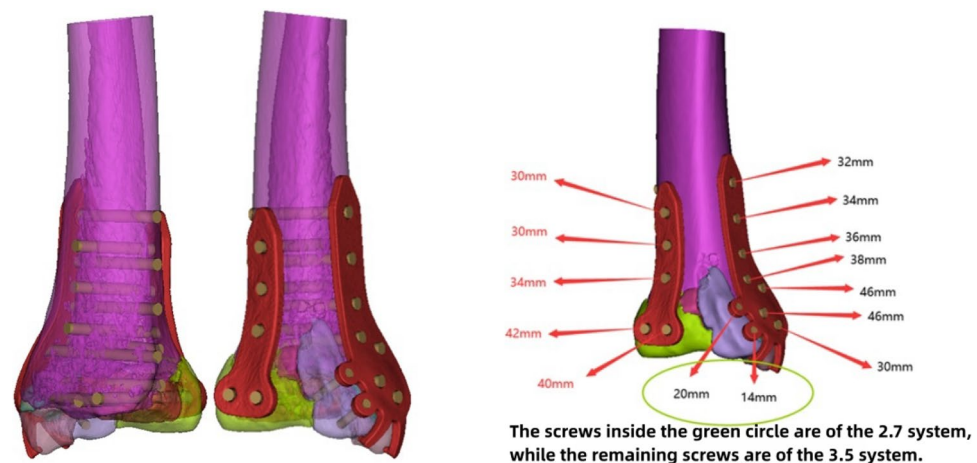 32mm
30mm
34mm
30mm
36mm
38mm
34mm
46mm
46mm
42mm
30mm
40mm
20mm
14mm
The screws inside the green circle are of the 2.7 system,
while the remaining screws are of the 3.5 system.